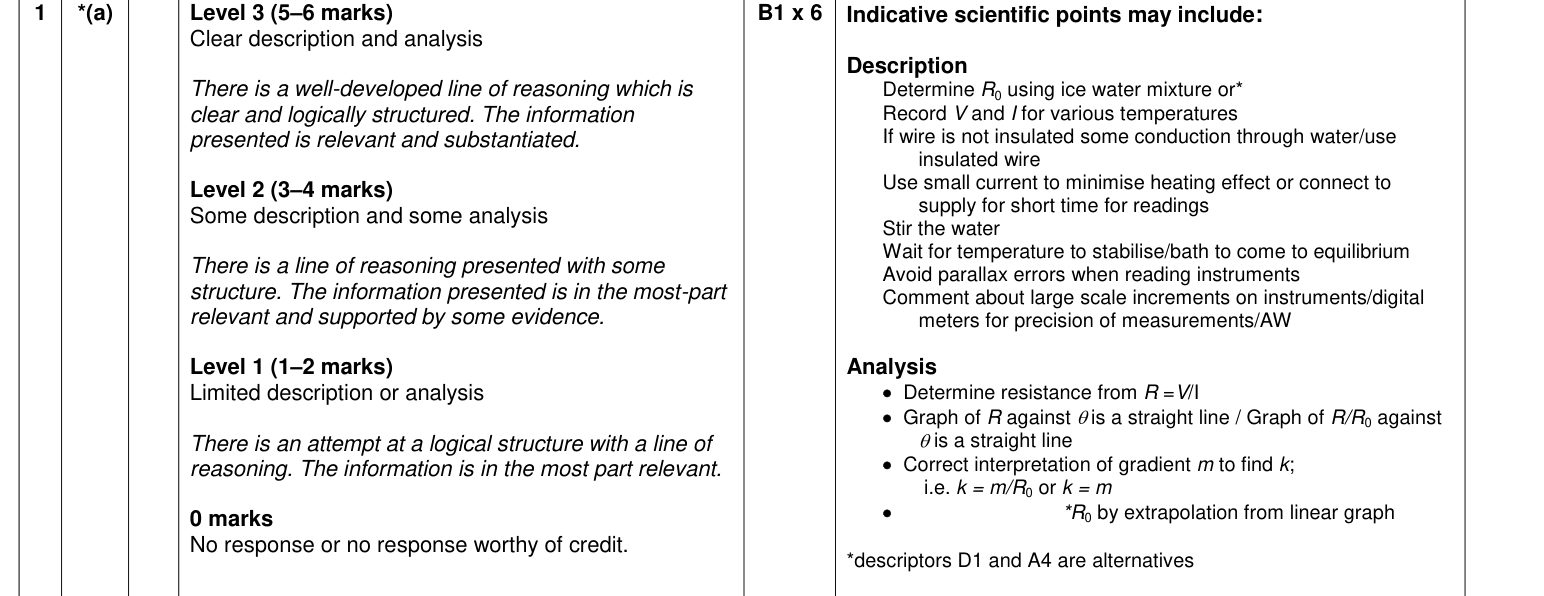 1 *(a)
Level 3 (5–6 marks)
Clear description and analysis
There is a well-developed line of reasoning which is
clear and logically structured. The information
presented is relevant and substantiated.
Level 2 (3–4 marks)
Some description and some analysis
There is a line of reasoning presented with some
structure. The information presented is in the most-part
relevant and supported by some evidence.
Level 1 (1–2 marks)
Limited description or analysis
There is an attempt at a logical structure with a line of
reasoning. The information is in the most part relevant.
0 marks
No response or no response worthy of credit.
B1 x 6
Indicative scientific points may include:
Description
Determine R₀ using ice water mixture or*
Record V and I for various temperatures
If wire is not insulated some conduction through water/use
insulated wire
Use small current to minimise heating effect or connect to
supply for short time for readings
Stir the water
Wait for temperature to stabilise/bath to come to equilibrium
Avoid parallax errors when reading instruments
Comment about large scale increments on instruments/digital
meters for precision of measurements/AW
Analysis
• Determine resistance from R =V/I
• Graph of R against θ is a straight line / Graph of R/R₀ against
θ is a straight line
• Correct interpretation of gradient m to find k;
i.e. k = m/R₀ or k = m
• *R₀ by extrapolation from linear graph
*descriptors D1 and A4 are alternatives